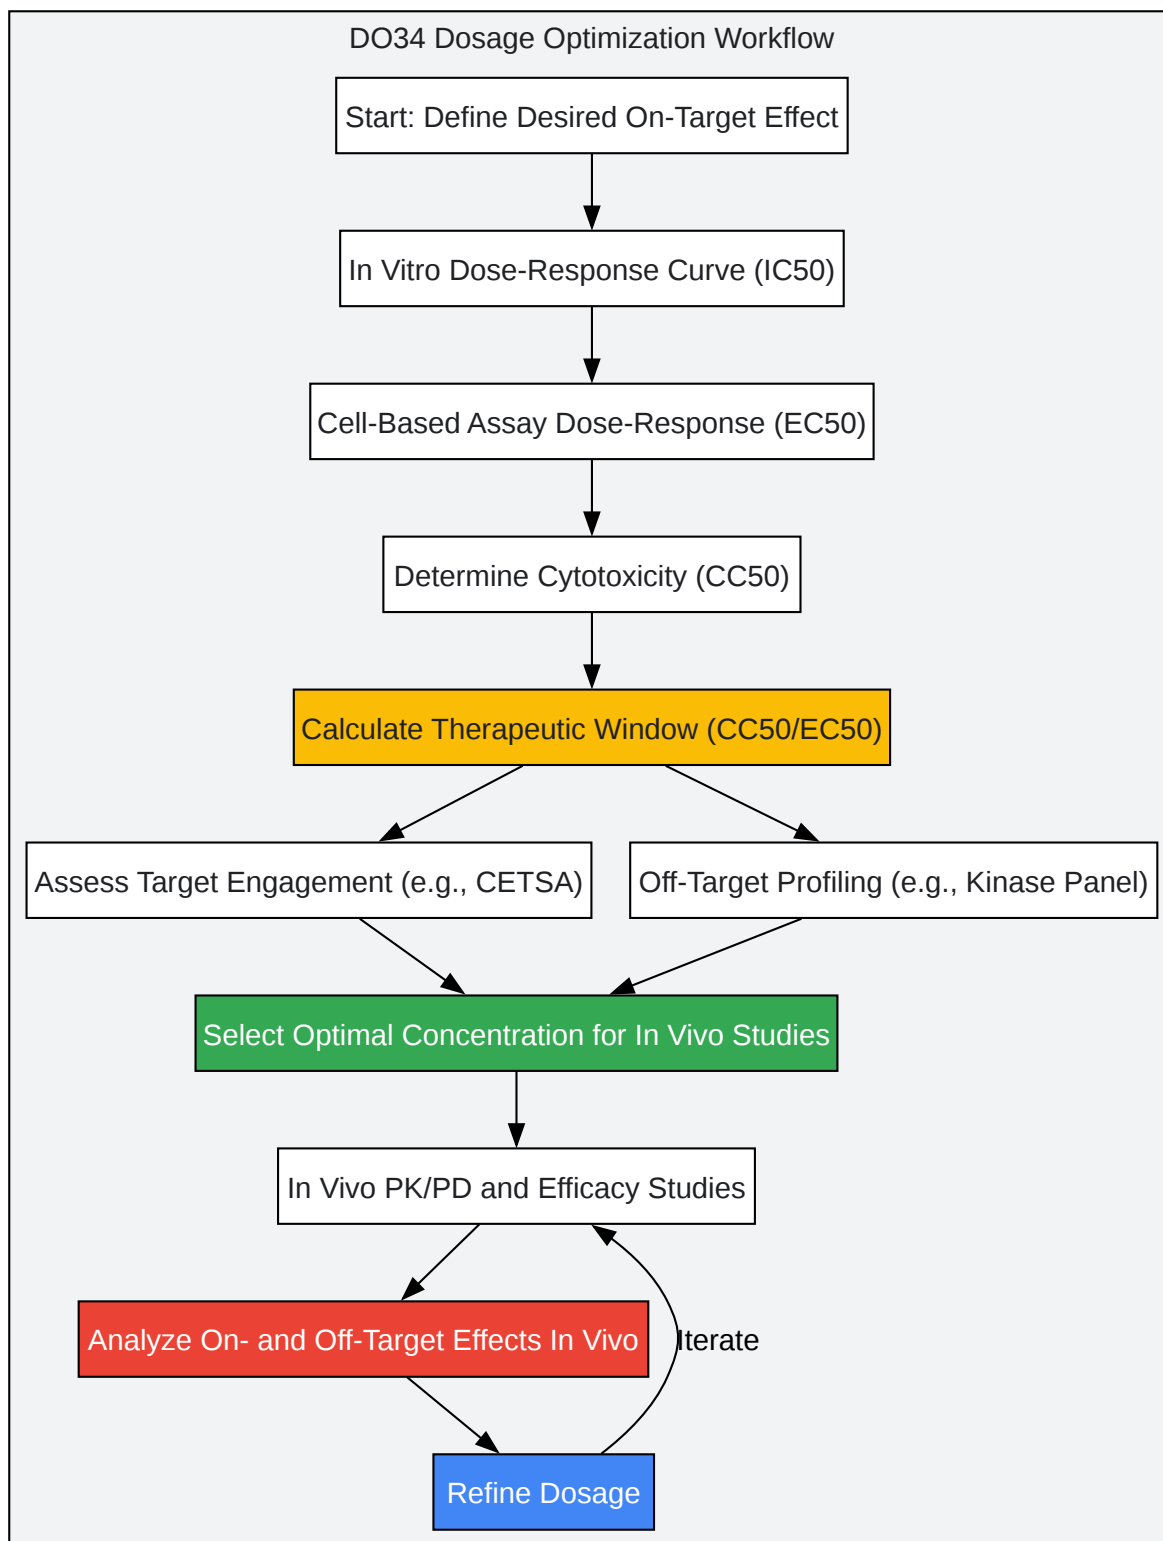 DO34 Dosage Optimization Workflow
Start: Define Desired On-Target Effect
In Vitro Dose-Response Curve (IC50)
Cell-Based Assay Dose-Response (EC50)
Determine Cytotoxicity (CC50)
Calculate Therapeutic Window (CC50/EC50)
Assess Target Engagement (e.g., CETSA)
Off-Target Profiling (e.g., Kinase Panel)
Select Optimal Concentration for In Vivo Studies
In Vivo PK/PD and Efficacy Studies
Analyze On- and Off-Target Effects In Vivo
Iterate
Refine Dosage